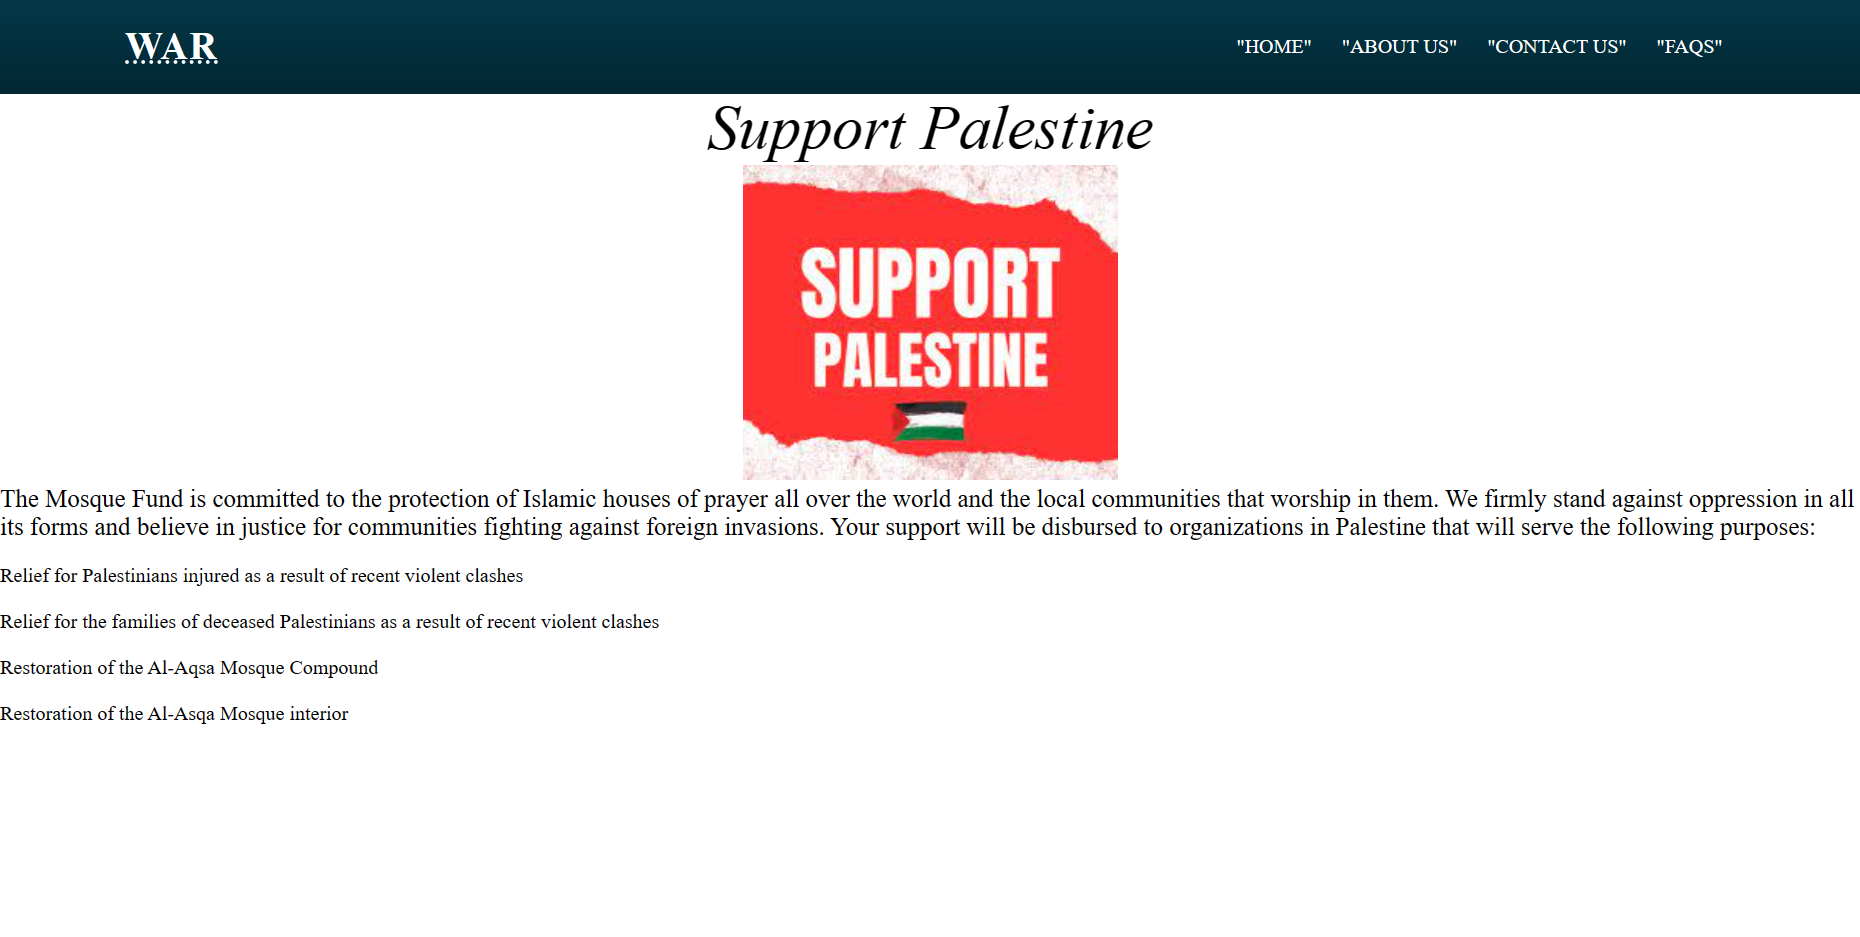 WAR
"HOME" "ABOUT US" "CONTACT US" "FAQS"
Support Palestine
SUPPORT
PALESTINE
The Mosque Fund is committed to the protection of Islamic houses of prayer all over the world and the local communities that worship in them. We firmly stand against oppression in all
its forms and believe in justice for communities fighting against foreign invasions. Your support will be disbursed to organizations in Palestine that will serve the following purposes:
Relief for Palestinians injured as a result of recent violent clashes
Relief for the families of deceased Palestinians as a result of recent violent clashes
Restoration of the Al-Aqsa Mosque Compound
Restoration of the Al-Asqa Mosque interior